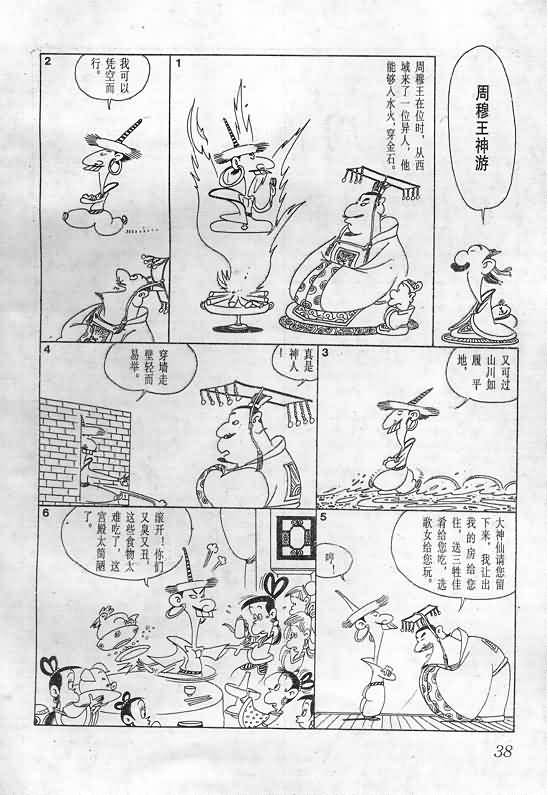 周穆王神游
1
周穆王在位时，从西
域来了一位异人，他
能够入水火，穿金石。
2
我可以
凭空而
行。
3
又可过
山川如
履平
地，
4
真是
神人
！
穿墙走
壁轻而
易举。
5
大神仙请您留
下来，我让出
我的房给您
住，送三牲佳
肴给您吃，选
歌女给您玩。
哼，
6
滚开！你们
又臭又丑，
这些食物太
难吃了，这
宫殿太简陋
了。
38